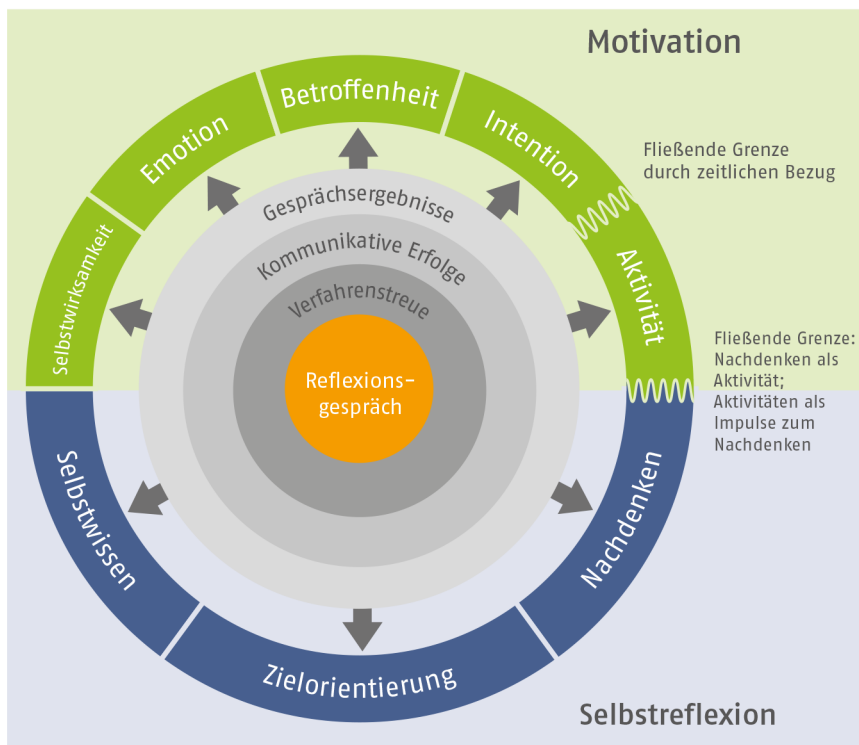 Motivation
Betroffenheit
Emotion
Intention
Fließende Grenze
durch zeitlichen Bezug
Selbstwirksamkeit
Aktivität
Gesprächsergebnisse
Kommunikative Erfolge
Verfahrenstreue
Reflexions-
gespräch
Fließende Grenze:
Nachdenken als
Aktivität;
Aktivitäten als
Impulse zum
Nachdenken
Selbstwissen
Nachdenken
Zielorientierung
Selbstreflexion